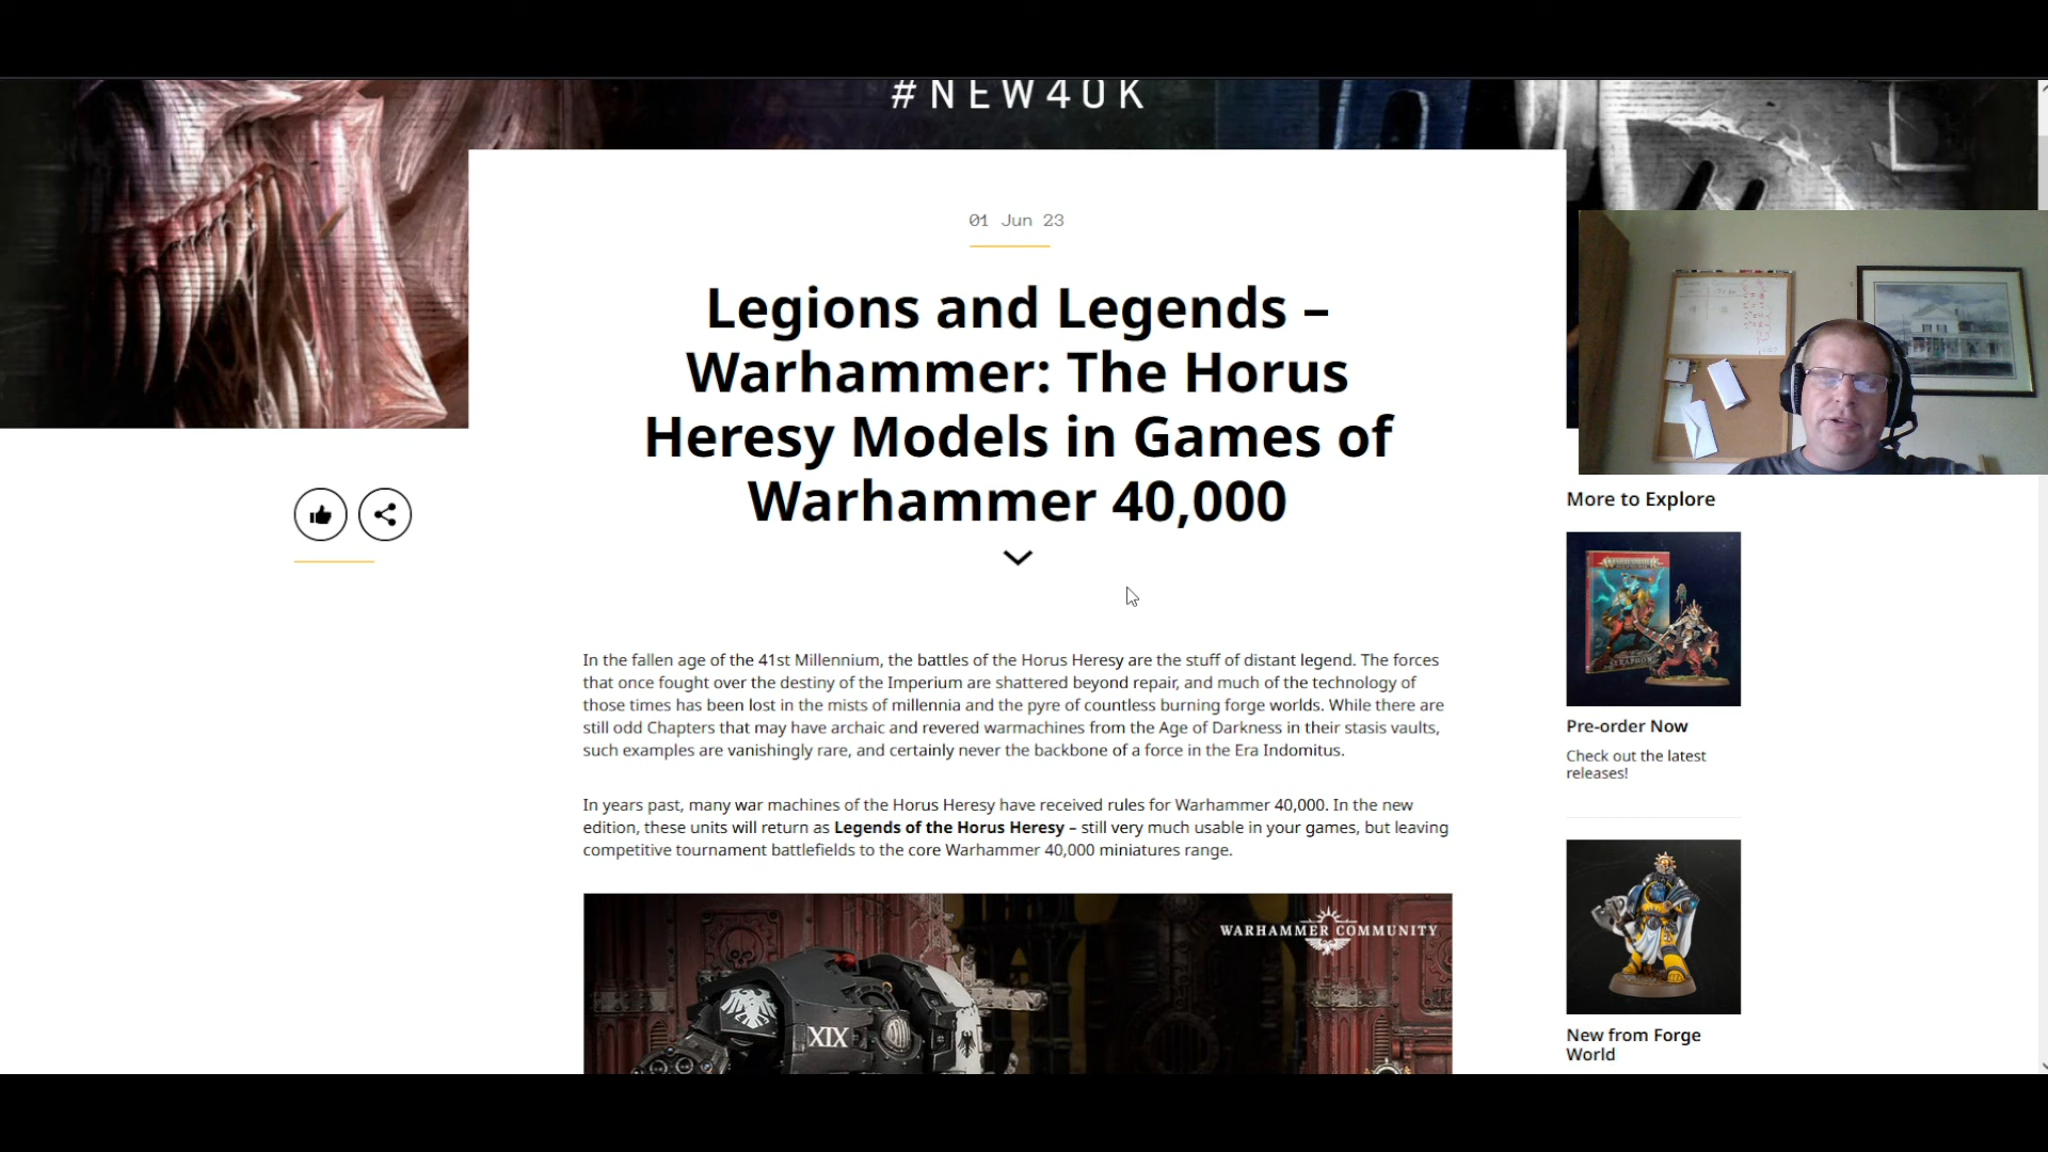 #NEW40K
01 Jun 23
Legions and Legends –
Warhammer: The Horus
Heresy Models in Games of
Warhammer 40,000
In the fallen age of the 41st Millennium, the battles of the Horus Heresy are the stuff of distant legend. The forces
that once fought over the destiny of the Imperium are shattered beyond repair, and much of the technology of
those times has been lost in the mists of millennia and the pyre of countless burning forge worlds. While there are
still odd Chapters that may have archaic and revered warmachines from the Age of Darkness in their stasis vaults,
such examples are vanishingly rare, and certainly never the backbone of a force in the Era Indomitus.
In years past, many war machines of the Horus Heresy have received rules for Warhammer 40,000. In the new
edition, these units will return as Legends of the Horus Heresy – still very much usable in your games, but leaving
competitive tournament battlefields to the core Warhammer 40,000 miniatures range.
WARHAMMER COMMUNITY
XIX
More to Explore
SERAPHON
Pre-order Now
Check out the latest
releases!
New from Forge
World